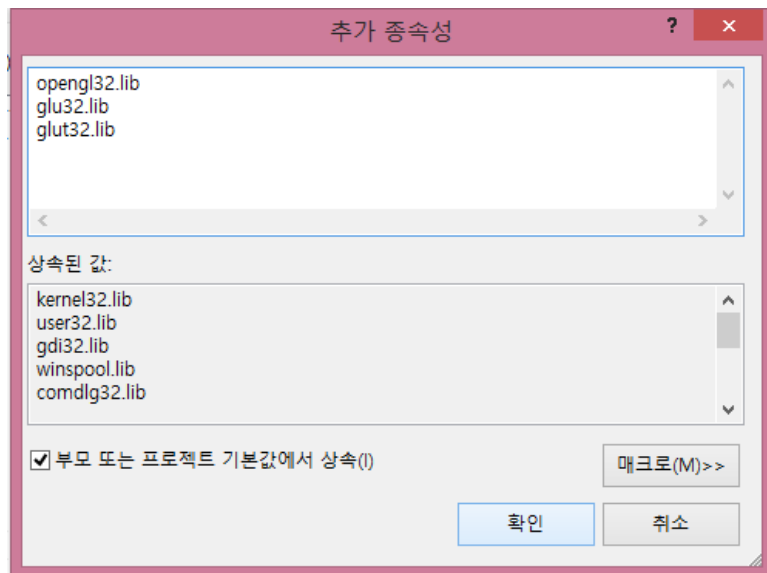 추가 종속성
?
×
opengl32.lib
glu32.lib
glut32.lib
상속된 값:
kernel32.lib
user32.lib
gdi32.lib
winspool.lib
comdlg32.lib
부모 또는 프로젝트 기본값에서 상속(I)
매크로(M)>>
확인
취소